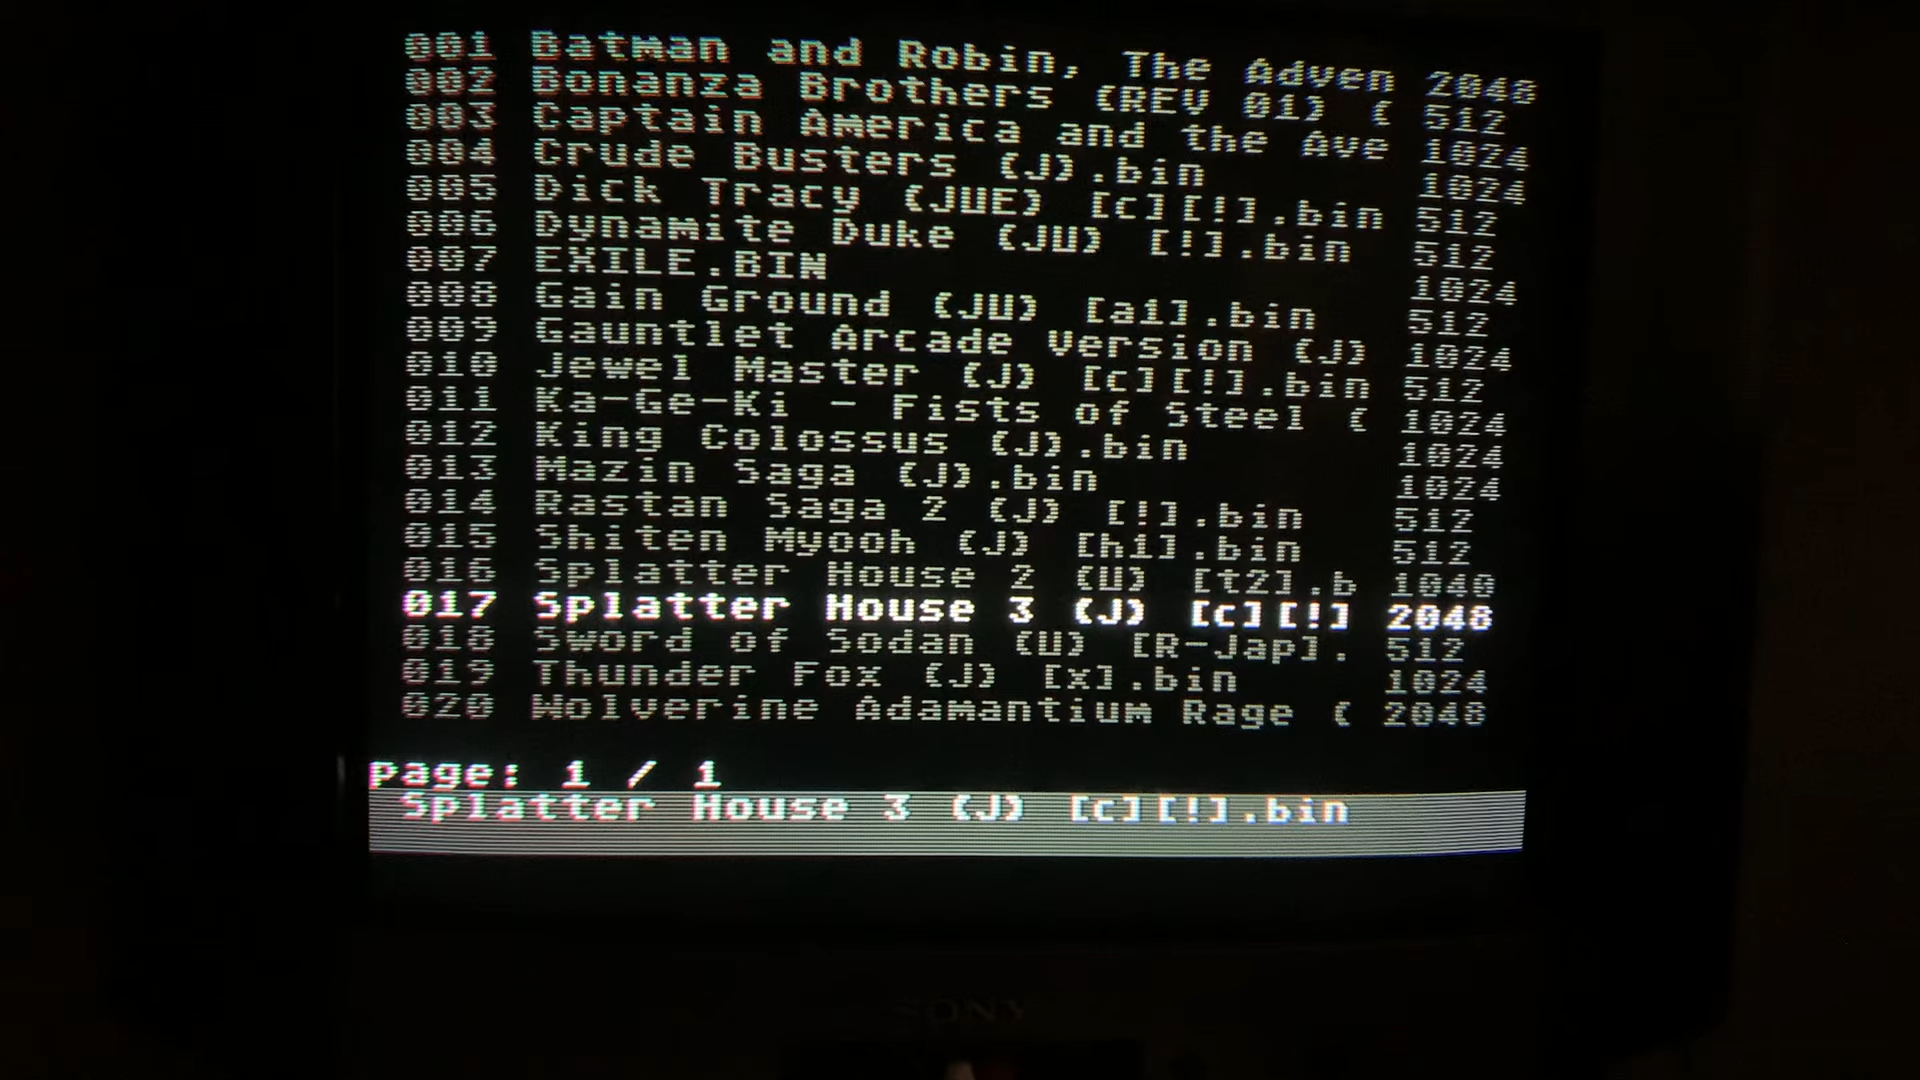 001 Batman and Robin, The Adven 2048
002 Bonanza Brothers (REV 01) ( 512
003 Captain America and the Ave 1024
004 Crude Busters (J).bin 1024
005 Dick Tracy (JUE) [c][!].bin 512
006 Dynamite Duke (JU) [!].bin 512
007 EXILE.BIN 1024
008 Gain Ground (JU) [a1].bin 512
009 Gauntlet Arcade Version (J) 1024
010 Jewel Master (J) [c][!].bin 512
011 Ka-Ge-Ki - Fists of Steel ( 1024
012 King Colossus (J).bin 1024
013 Mazin Saga (J).bin 1024
014 Rastan Saga 2 (J) [!].bin 512
015 Shiten Myooh (J) [h1].bin 512
016 Splatter House 2 (U) [t2].b 1040
017 Splatter House 3 (J) [c][!] 2048
018 Sword of Sodan (U) [R-Jap]. 512
019 Thunder Fox (J) [x].bin 1024
020 Wolverine Adamantium Rage ( 2048
page: 1 / 1
Splatter House 3 (J) [c][!].bin
SONY